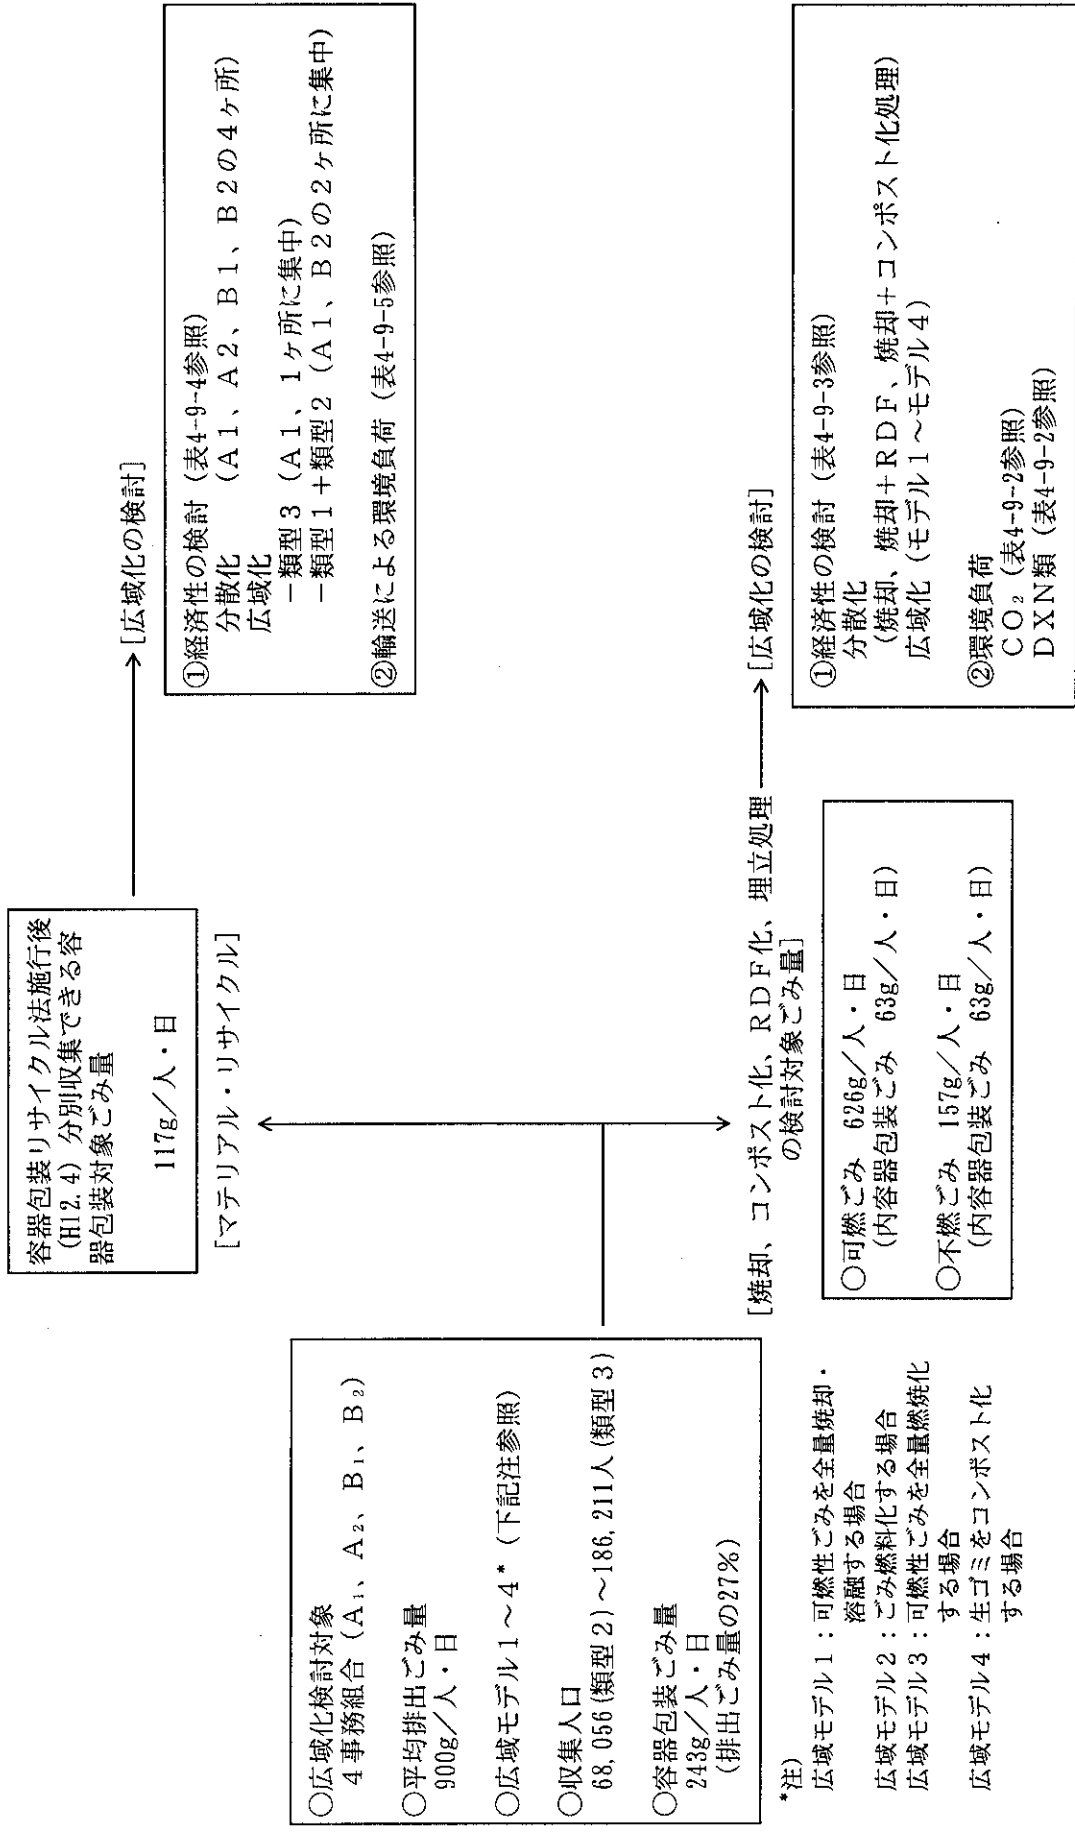 ○広域化検討対象
4事務組合（A₁、A₂、B₁、B₂）
○平均排出ごみ量
900g／人・日
○広域モデル1～4*（下記注参照）
○収集人口
68,056(類型2)～186,211人(類型3)
○容器包装ごみ量
243g／人・日
(排出ごみ量の27%)
*注)
広域モデル1：可燃性ごみを全量焼却・
溶融する場合
広域モデル2：ごみ燃料化する場合
広域モデル3：可燃性ごみを全量燃焼化
する場合
広域モデル4：生ゴミをコンポスト化
する場合
容器包装リサイクル法施行後
(H12.4) 分別収集できる容
器包装対象ごみ量
117g／人・日
[マテリアル・リサイクル]
[焼却、コンポスト化、RDF化、埋立処理
の検討対象ごみ量]
○可燃ごみ 626g／人・日
(内容器包装ごみ 63g／人・日)
○不燃ごみ 157g／人・日
(内容器包装ごみ 63g／人・日)
[広域化の検討]
①経済性の検討（表4-9-4参照）
分散化 （A1、A2、B1、B2の4ヶ所）
広域化
－類型3（A1、1ヶ所に集中）
－類型1＋類型2（A1、B2の2ヶ所に集中）
②輸送による環境負荷（表4-9-5参照）
[広域化の検討]
①経済性の検討（表4-9-3参照）
分散化
(焼却、焼却＋RDF、焼却＋コンポスト化処理)
広域化（モデル1～モデル4）
②環境負荷
CO₂（表4-9-2参照）
DXN類（表4-9-2参照）